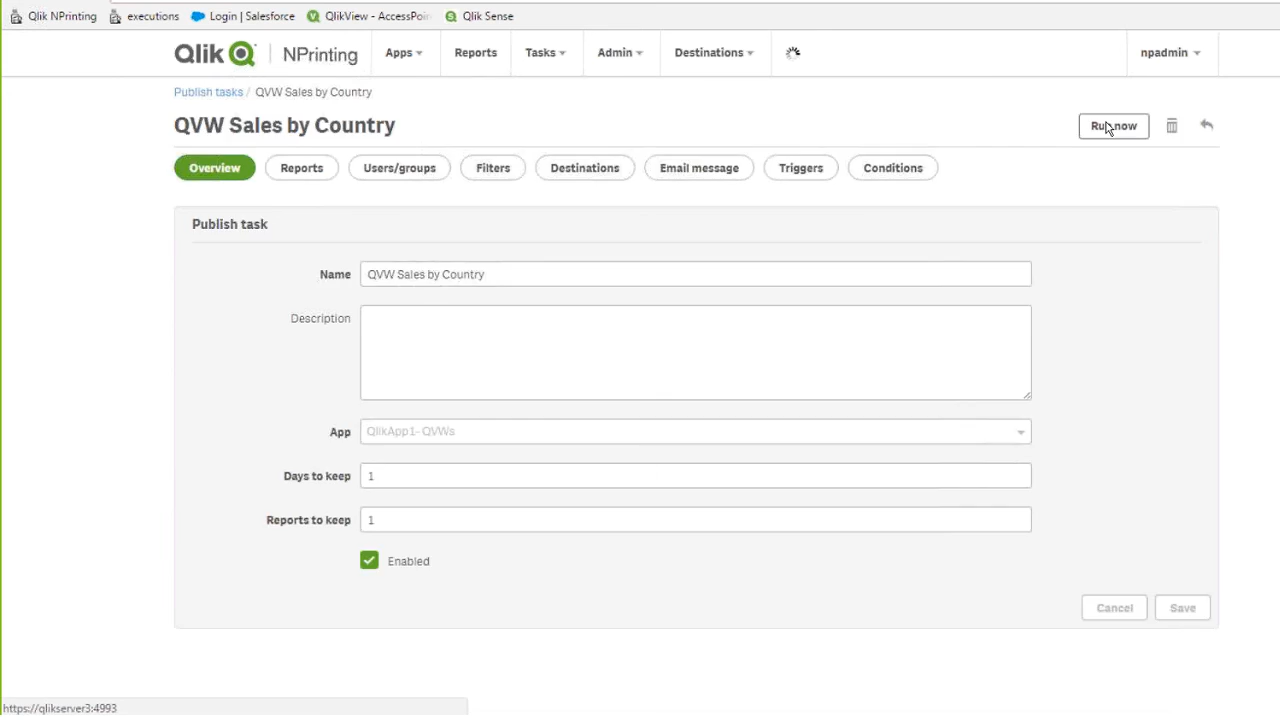 Qlik NPrinting executions Login | Salesforce QlikView - AccessPoin Qlik Sense
Qlik NPrinting Apps Reports Tasks Admin Destinations npadmin
Publish tasks / QVW Sales by Country
QVW Sales by Country Run now
Overview Reports Users/groups Filters Destinations Email message Triggers Conditions
Publish task
Name QVW Sales by Country
Description
App QlikApp1- QVWs
Days to keep 1
Reports to keep 1
Enabled
Cancel Save
https://qlikserver3:4993